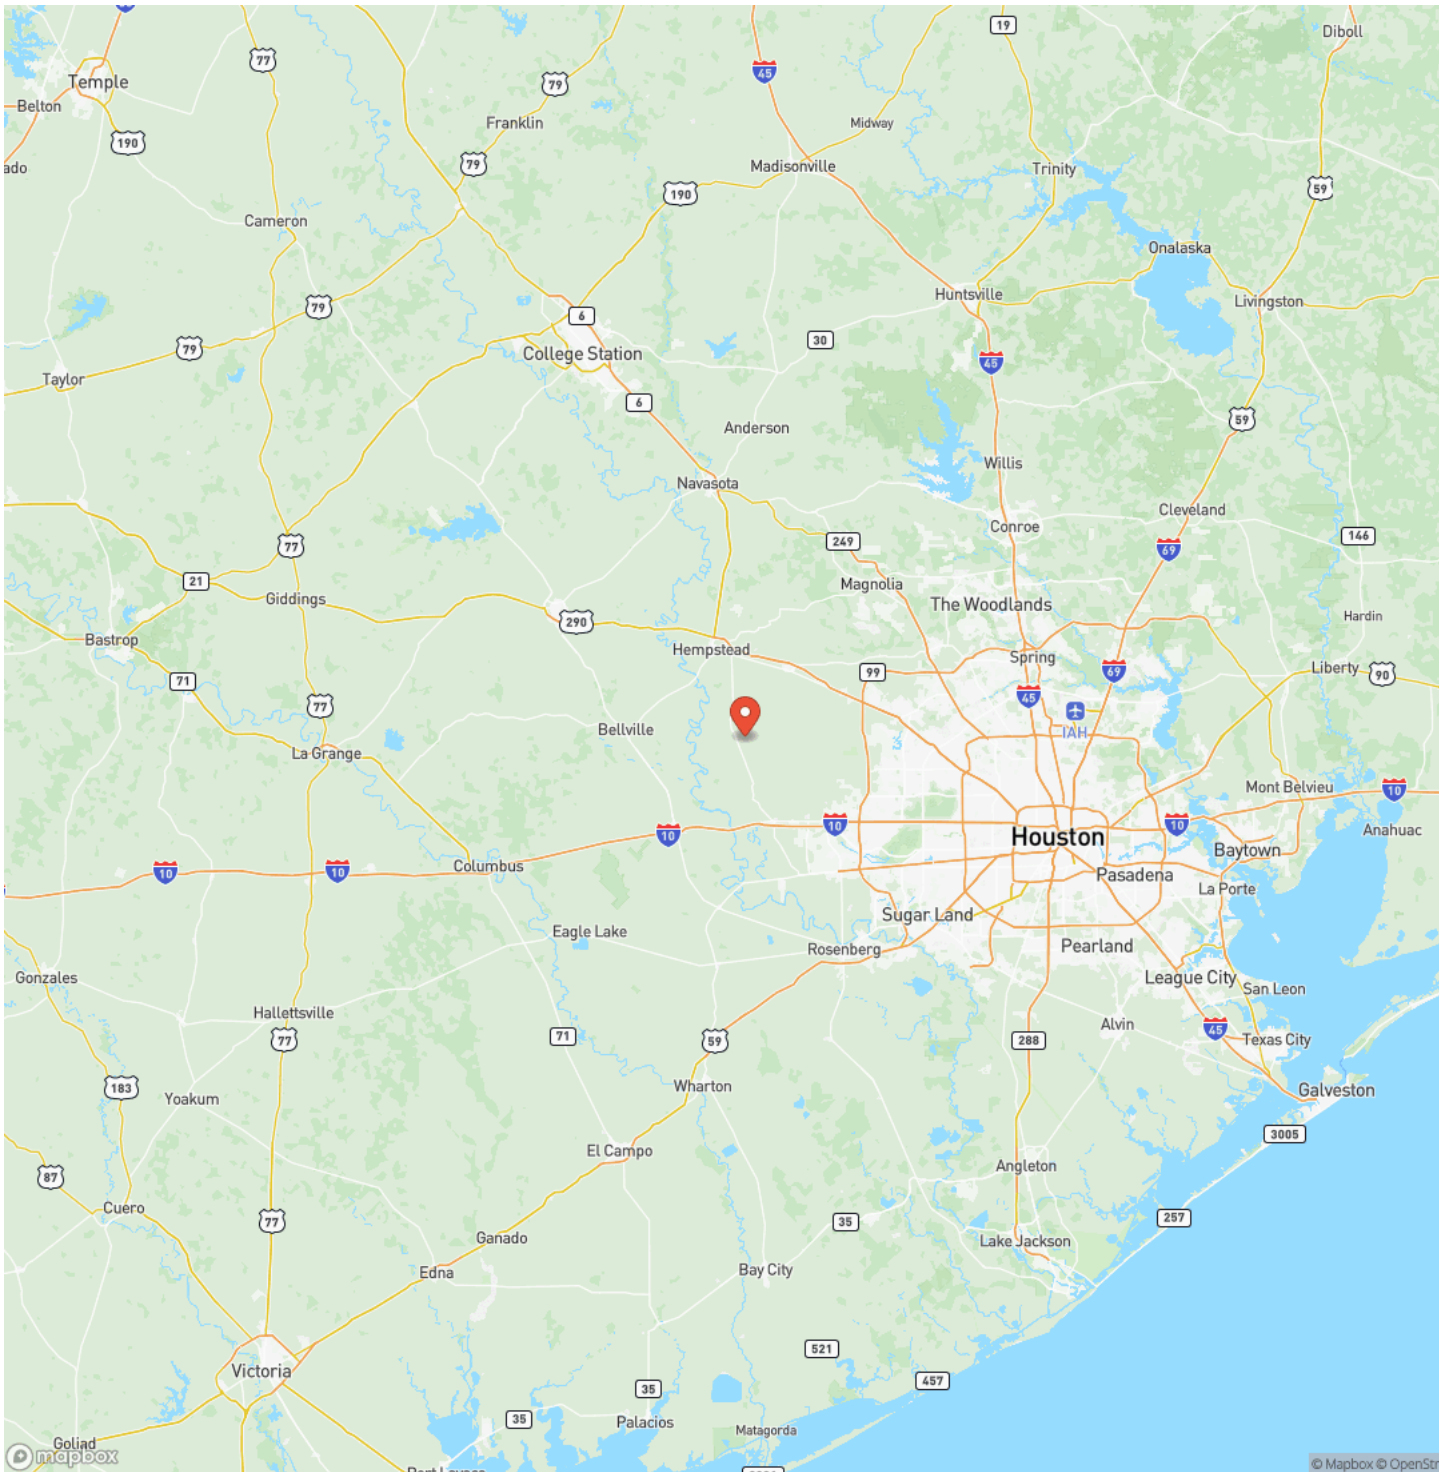 19
Diboll
77
Temple
45
79
Belton
Franklin
Midway
190
79
Madisonville
ado
Trinity
190
59
Cameron
Onalaska
Huntsville
Livingston
79
6
30
79
College Station
45
Taylor
6
59
Anderson
Willis
Navasota
Cleveland
Conroe
249
146
77
69
21
Magnolia
Giddings
The Woodlands
290
Hardin
Bastrop
Hempstead
Spring
Liberty
99
69
90
71
45
77
Bellville
IAH
La Grange
Mont Belvieu
10
10
10
10
Anahuac
Houston
Baytown
Columbus
10
10
Pasadena
La Porte
Sugar Land
Eagle Lake
Rosenberg
Pearland
Gonzales
League City
San Leon
Hallettsville
Alvin
45
71
59
288
Texas City
77
183
Wharton
Galveston
Yoakum
3005
El Campo
Angleton
87
Cuero
77
35
257
Ganado
Lake Jackson
Edna
Bay City
521
Victoria
457
35
35
Palacios
Matagorda
Goliad
mapbox
© Mapbox © OpenStr